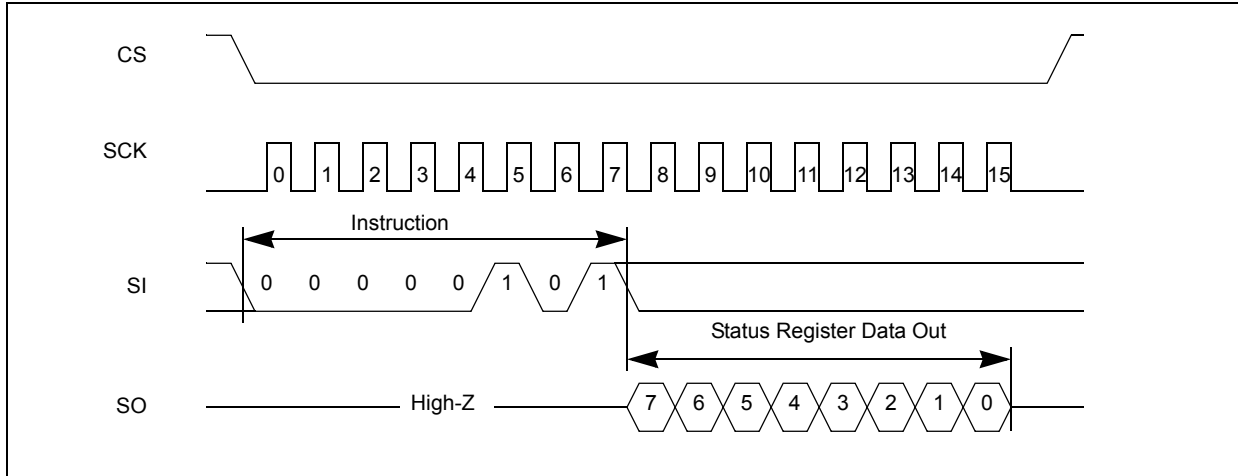 CS
SCK
0 1 2 3 4 5 6 7 8 9 10 11 12 13 14 15
Instruction
SI
0 0 0 0 0 1 0 1
Status Register Data Out
SO
High-Z
7 6 5 4 3 2 1 0